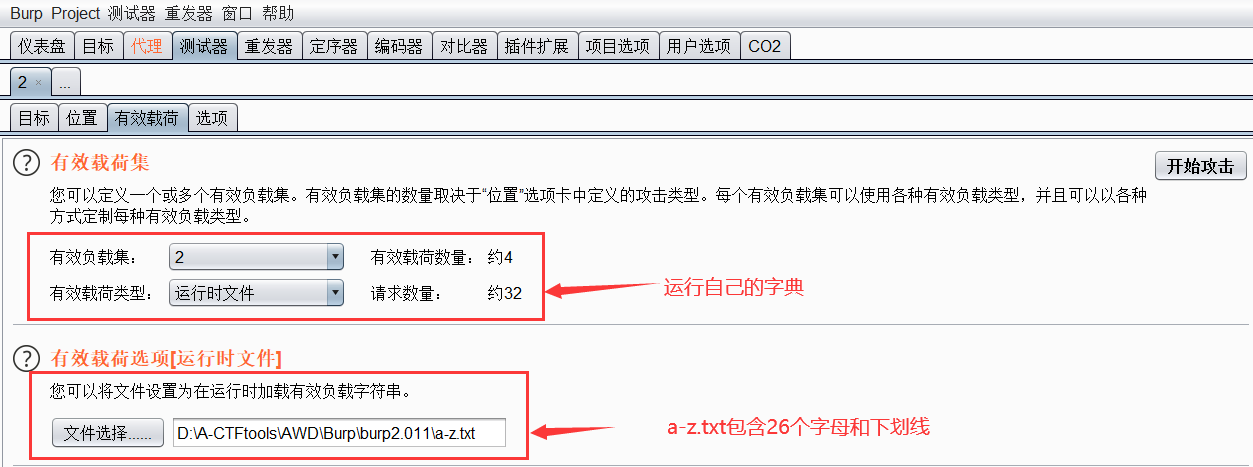 Burp Project 测试器 重发器 窗口 帮助
仪表盘 目标 代理 测试器 重发器 定序器 编码器 对比器 插件扩展 项目选项 用户选项 CO2
2 × ...
目标 位置 有效载荷 选项
? 有效载荷集 开始攻击
您可以定义一个或多个有效负载集。有效负载集的数量取决于“位置”选项卡中定义的攻击类型。每个有效负载集可以使用各种有效负载类型，并且可以以各种
方式定制每种有效负载类型。
有效负载集： 2 有效载荷数量： 约4
有效载荷类型： 运行时文件 请求数量： 约32
运行自己的字典
? 有效载荷选项[运行时文件]
您可以将文件设置为在运行时加载有效负载字符串。
文件选择...... D:\A-CTFtools\AWD\Burp\burp2.011\a-z.txt
a-z.txt包含26个字母和下划线